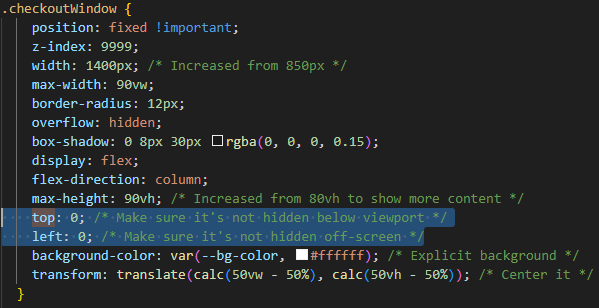 .checkoutWindow {
position: fixed !important;
z-index: 9999;
width: 1400px; /* Increased from 850px */
max-width: 90vw;
border-radius: 12px;
overflow: hidden;
box-shadow: 0 8px 30px rgba(0, 0, 0, 0.15);
display: flex;
flex-direction: column;
max-height: 90vh; /* Increased from 80vh to show more content */
top: 0; /* Make sure it's not hidden below viewport */
left: 0; /* Make sure it's not hidden off-screen */
background-color: var(--bg-color, #ffffff); /* Explicit background */
transform: translate(calc(50vw - 50%), calc(50vh - 50%)); /* Center it */
}